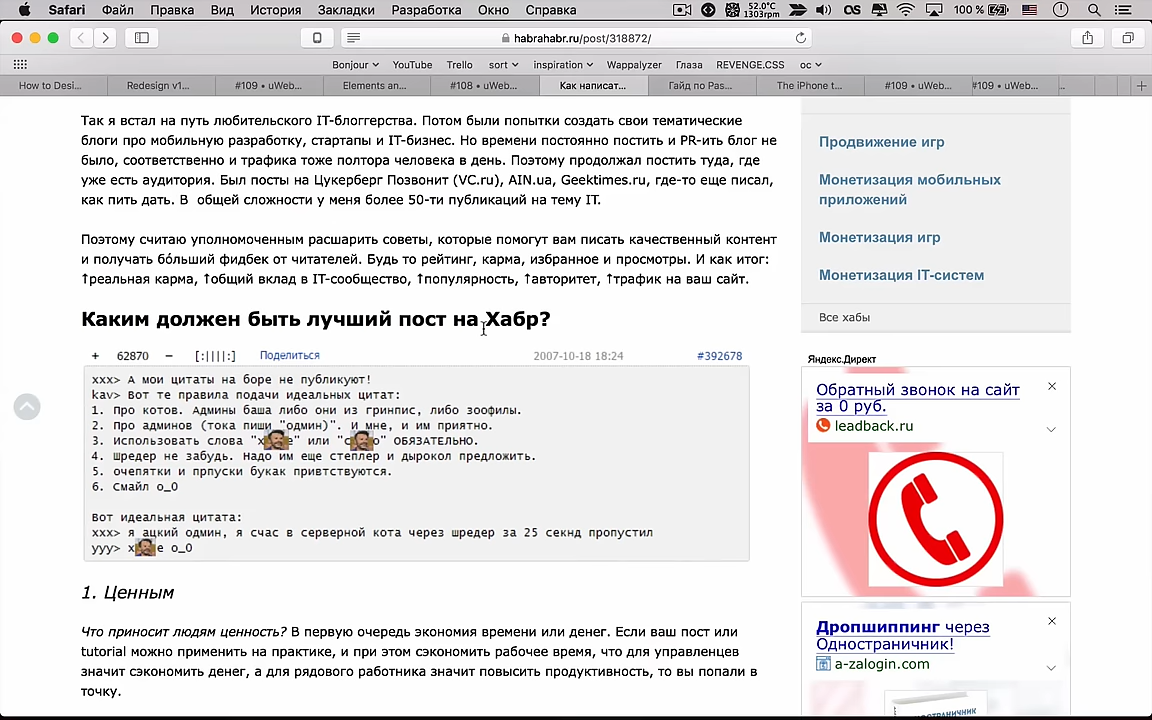 Safari Файл Правка Вид История Закладки Разработка Окно Справка 52.0°C 1303rpm 100 %
habrahabr.ru/post/318872/
Bonjour YouTube Trello sort inspiration Wappalyzer Глаза REVENGE.CSS ос
How to Desi... Redesign v1... #109 • uWeb... Elements an... #108 • uWeb... Как написат... Гайд по Pas... The iPhone t... #109 • uWeb... #109 • uWeb...
Так я встал на путь любительского IT-блоггерства. Потом были попытки создать свои тематические
блоги про мобильную разработку, стартапы и IT-бизнес. Но времени постоянно постить и PR-ить блог не
было, соответственно и трафика тоже полтора человека в день. Поэтому продолжал постить туда, где
уже есть аудитория. Был посты на Цукерберг Позвонит (VC.ru), AIN.ua, Geektimes.ru, где-то еще писал,
как пить дать. В общей сложности у меня более 50-ти публикаций на тему IT.
Поэтому считаю уполномоченным расшарить советы, которые помогут вам писать качественный контент
и получать бо́льший фидбек от читателей. Будь то рейтинг, карма, избранное и просмотры. И как итог:
↑реальная карма, ↑общий вклад в IT-сообщество, ↑популярность, ↑авторитет, ↑трафик на ваш сайт.
Каким должен быть лучший пост на Хабр?
+ 62870 − [:||||:] Поделиться 2007-10-18 18:24 #392678
xxx> А мои цитаты на боре не публикуют!
kav> Вот те правила подачи идеальных цитат:
1. Про котов. Админы баша либо они из гринпис, либо зоофилы.
2. Про админов (тока пиши "одмин)". И мне, и им приятно.
3. Использовать слова "х е" или "с о" ОБЯЗАТЕЛЬНО.
4. Шредер не забудь. Надо им еще степлер и дырокол предложить.
5. очепятки и прпуски букак привтствуются.
6. Смайл о_О
Вот идеальная цитата:
xxx> я ацкий одмин, я счас в серверной кота через шредер за 25 секнд пропустил
yyy> х е о_О
1. Ценным
Что приносит людям ценность? В первую очередь экономия времени или денег. Если ваш пост или
tutorial можно применить на практике, и при этом сэкономить рабочее время, что для управленцев
значит сэкономить денег, а для рядового работника значит повысить продуктивность, то вы попали в
точку.
Продвижение игр
Монетизация мобильных
приложений
Монетизация игр
Монетизация IT-систем
Все хабы
Яндекс.Директ
Обратный звонок на сайт
за 0 руб.
leadback.ru
Дропшиппинг через
Одностраничник!
a-zalogin.com